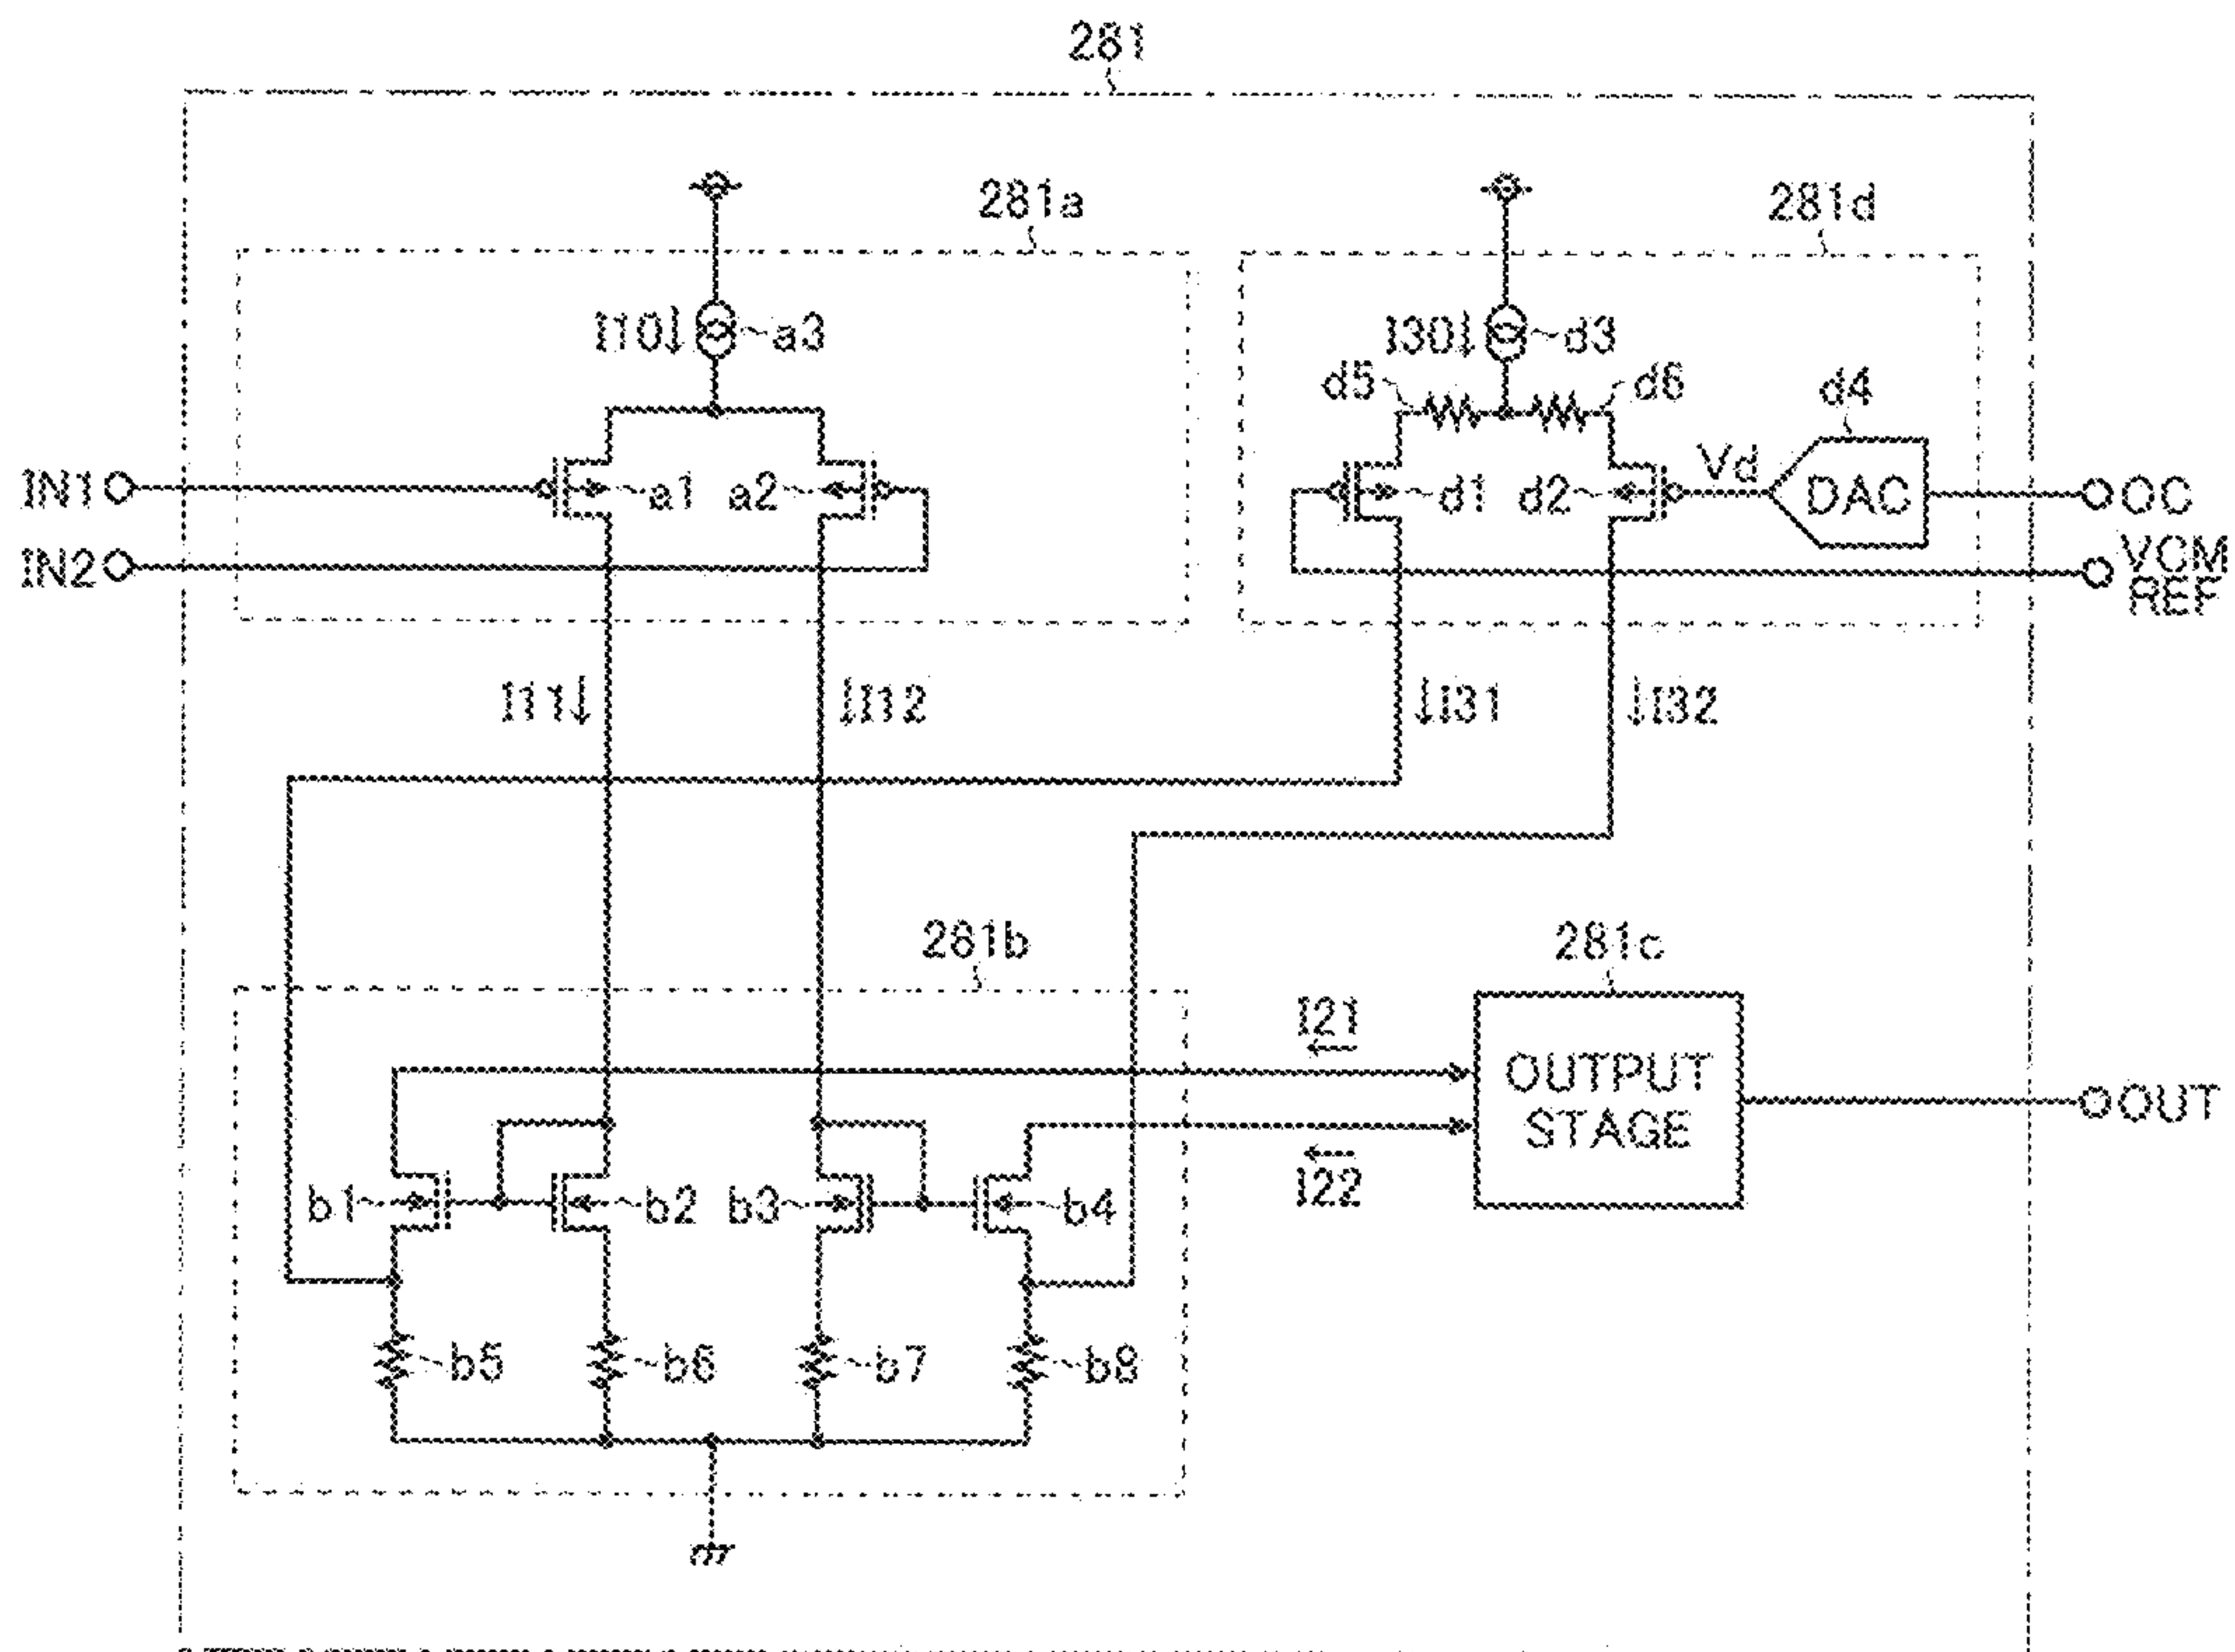 281
281a
281d
I10
a3
I30
d3
d5
d6
d4
IN1
a1
a2
d1
d2
Vd
DAC
OC
IN2
VCM
REF
I11
I12
I31
I32
281b
281c
I21
OUTPUT
STAGE
OUT
I22
b1
b2
b3
b4
b5
b6
b7
b8